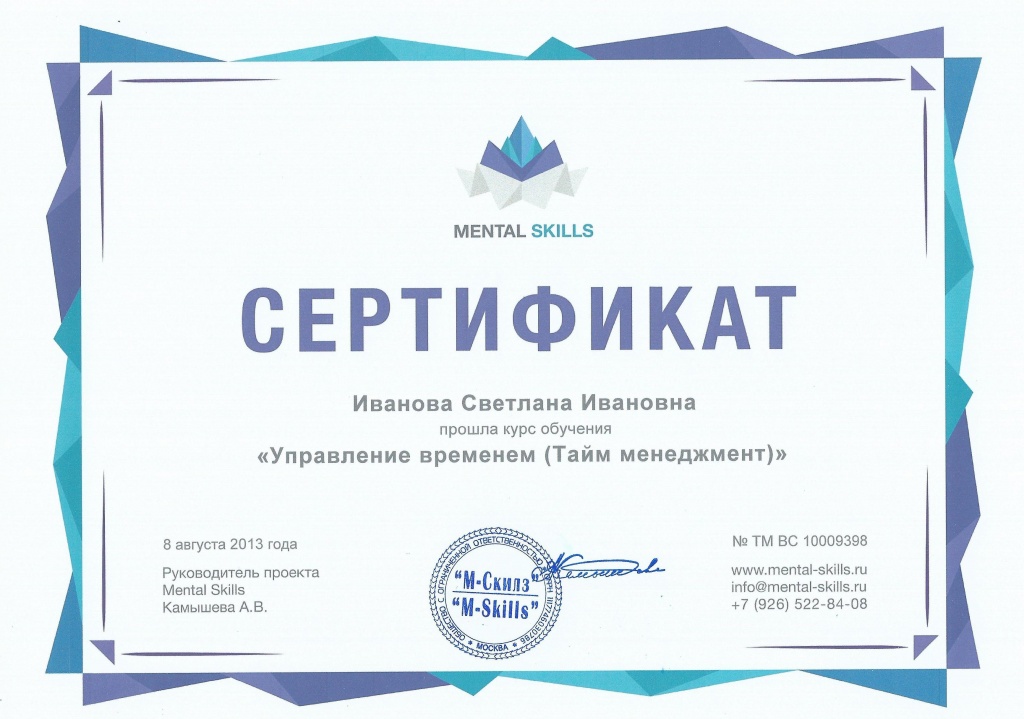 MENTAL SKILLS
СЕРТИФИКАТ
Иванова Светлана Ивановна
прошла курс обучения
«Управление временем (Тайм менеджмент)»
8 августа 2013 года
Руководитель проекта
Mental Skills
Камышева А.В.
ОБЩЕСТВО С ОГРАНИЧЕННОЙ ОТВЕТСТВЕННОСТЬЮ
"М-Скилз"
"M-Skills"
* МОСКВА *
№ ТМ ВС 10009398
www.mental-skills.ru
info@mental-skills.ru
+7 (926) 522-84-08